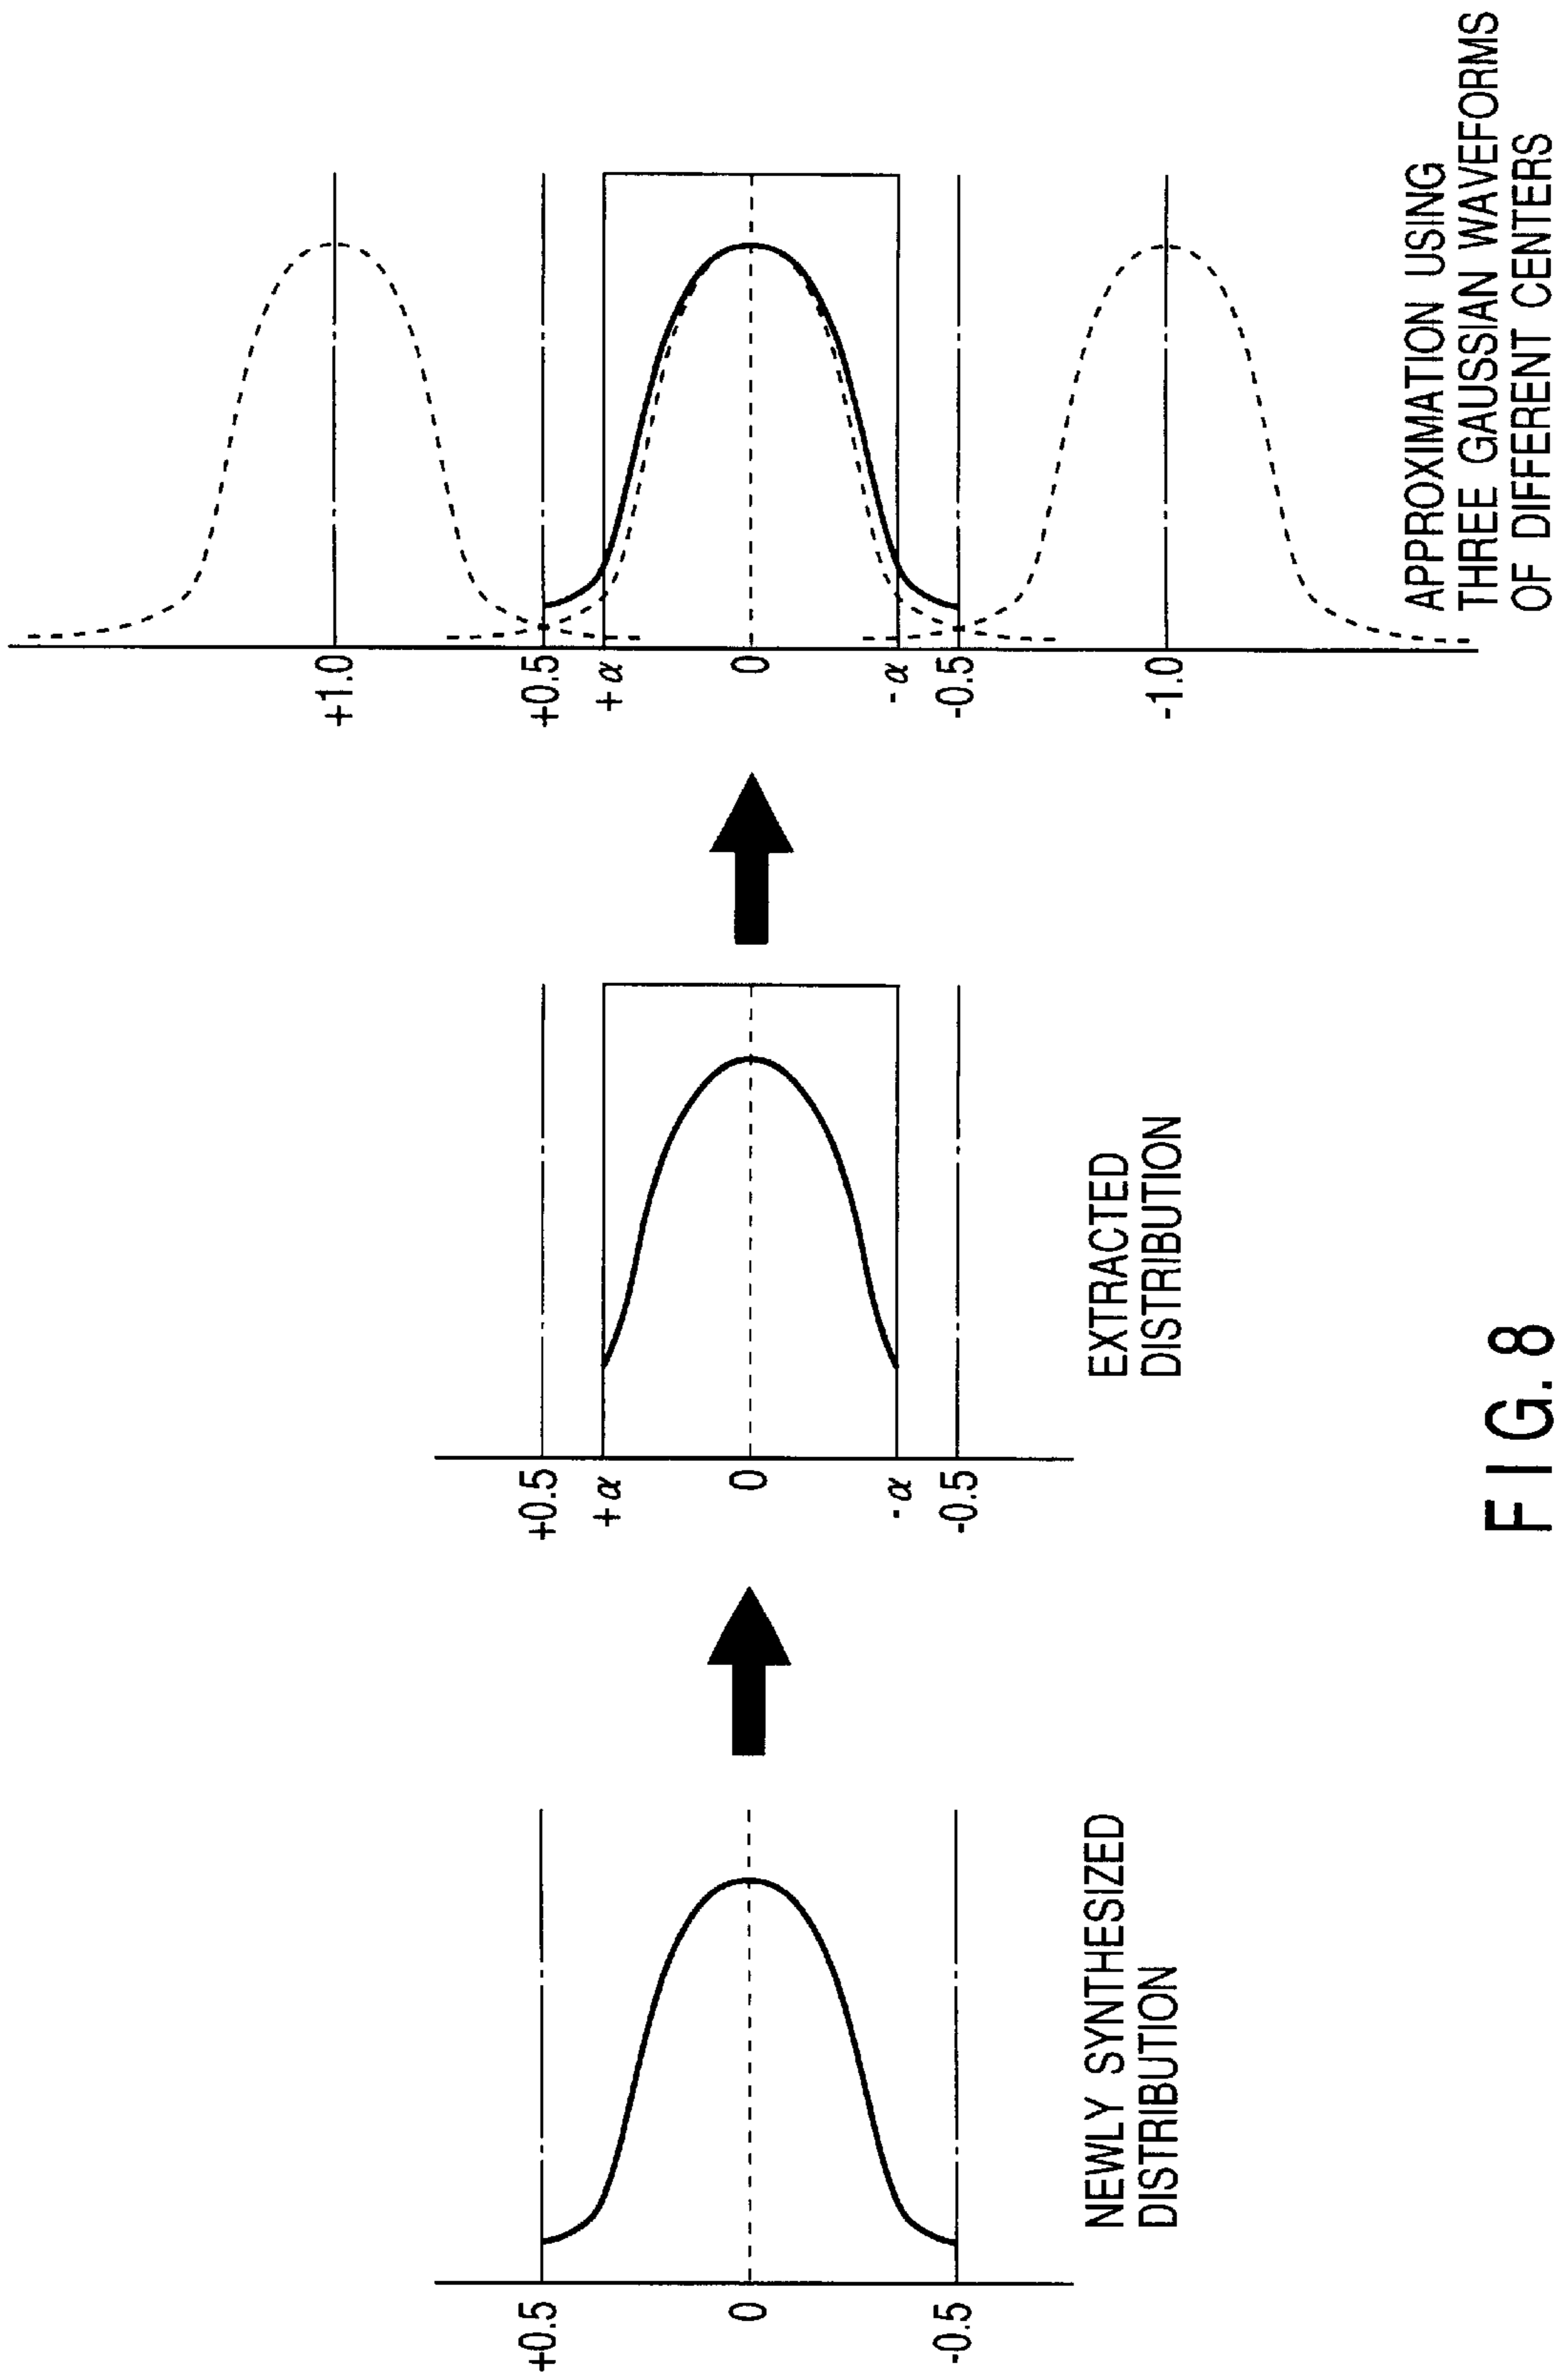 +0.5
0
-0.5
NEWLY SYNTHESIZED
DISTRIBUTION
+0.5
+α
0
-α
-0.5
EXTRACTED
DISTRIBUTION
+1.0
+0.5
+α
0
-α
-0.5
-1.0
APPROXIMATION USING
THREE GAUSSIAN WAVEFORMS
OF DIFFERENT CENTERS
FIG. 8